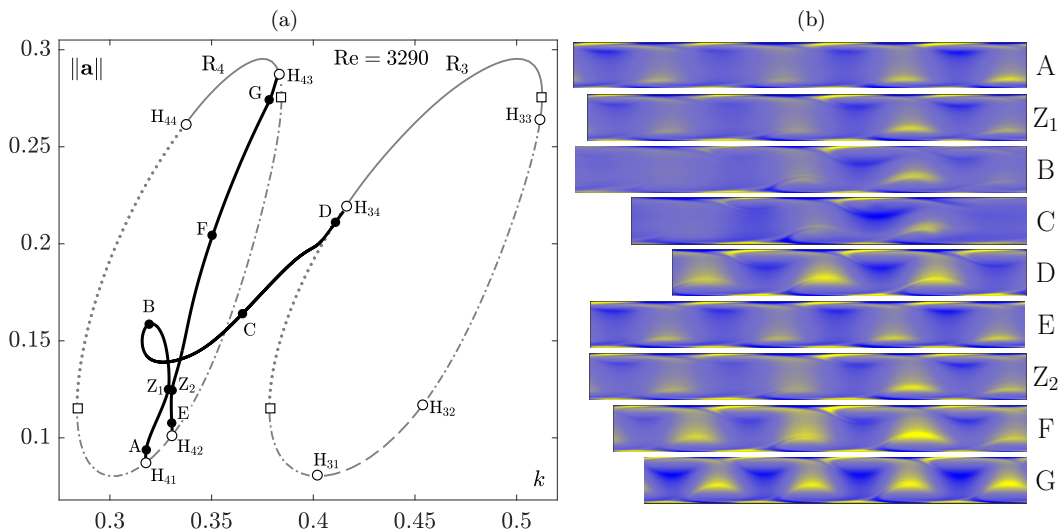 (a)
(b)
0.3
0.25
0.2
0.15
0.1
‖a‖
Re = 3290
R₄
R₃
H₄₃
G
H₄₄
H₃₃
H₃₄
D
F
B
C
Z₁
Z₂
E
H₄₂
A
H₄₁
H₃₂
H₃₁
k
0.3
0.35
0.4
0.45
0.5
A
Z₁
B
C
D
E
Z₂
F
G